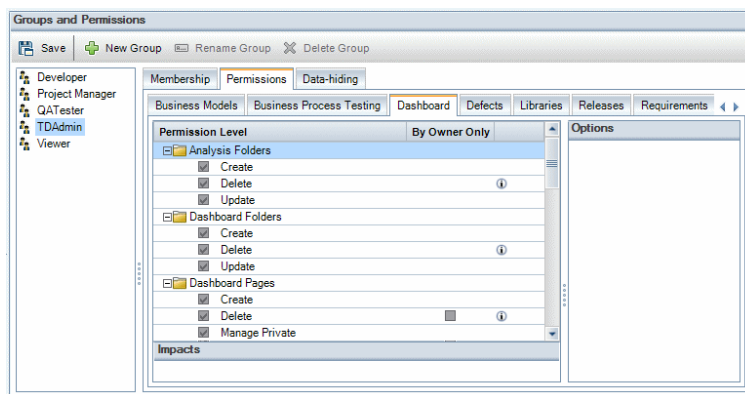 Groups and Permissions
Save New Group Rename Group Delete Group
Developer
Project Manager
QATester
TDAdmin
Viewer
Membership Permissions Data-hiding
Business Models Business Process Testing Dashboard Defects Libraries Releases Requirements
Permission Level By Owner Only
Analysis Folders
Create
Delete
Update
Dashboard Folders
Create
Delete
Update
Dashboard Pages
Create
Delete
Manage Private
Impacts
Options